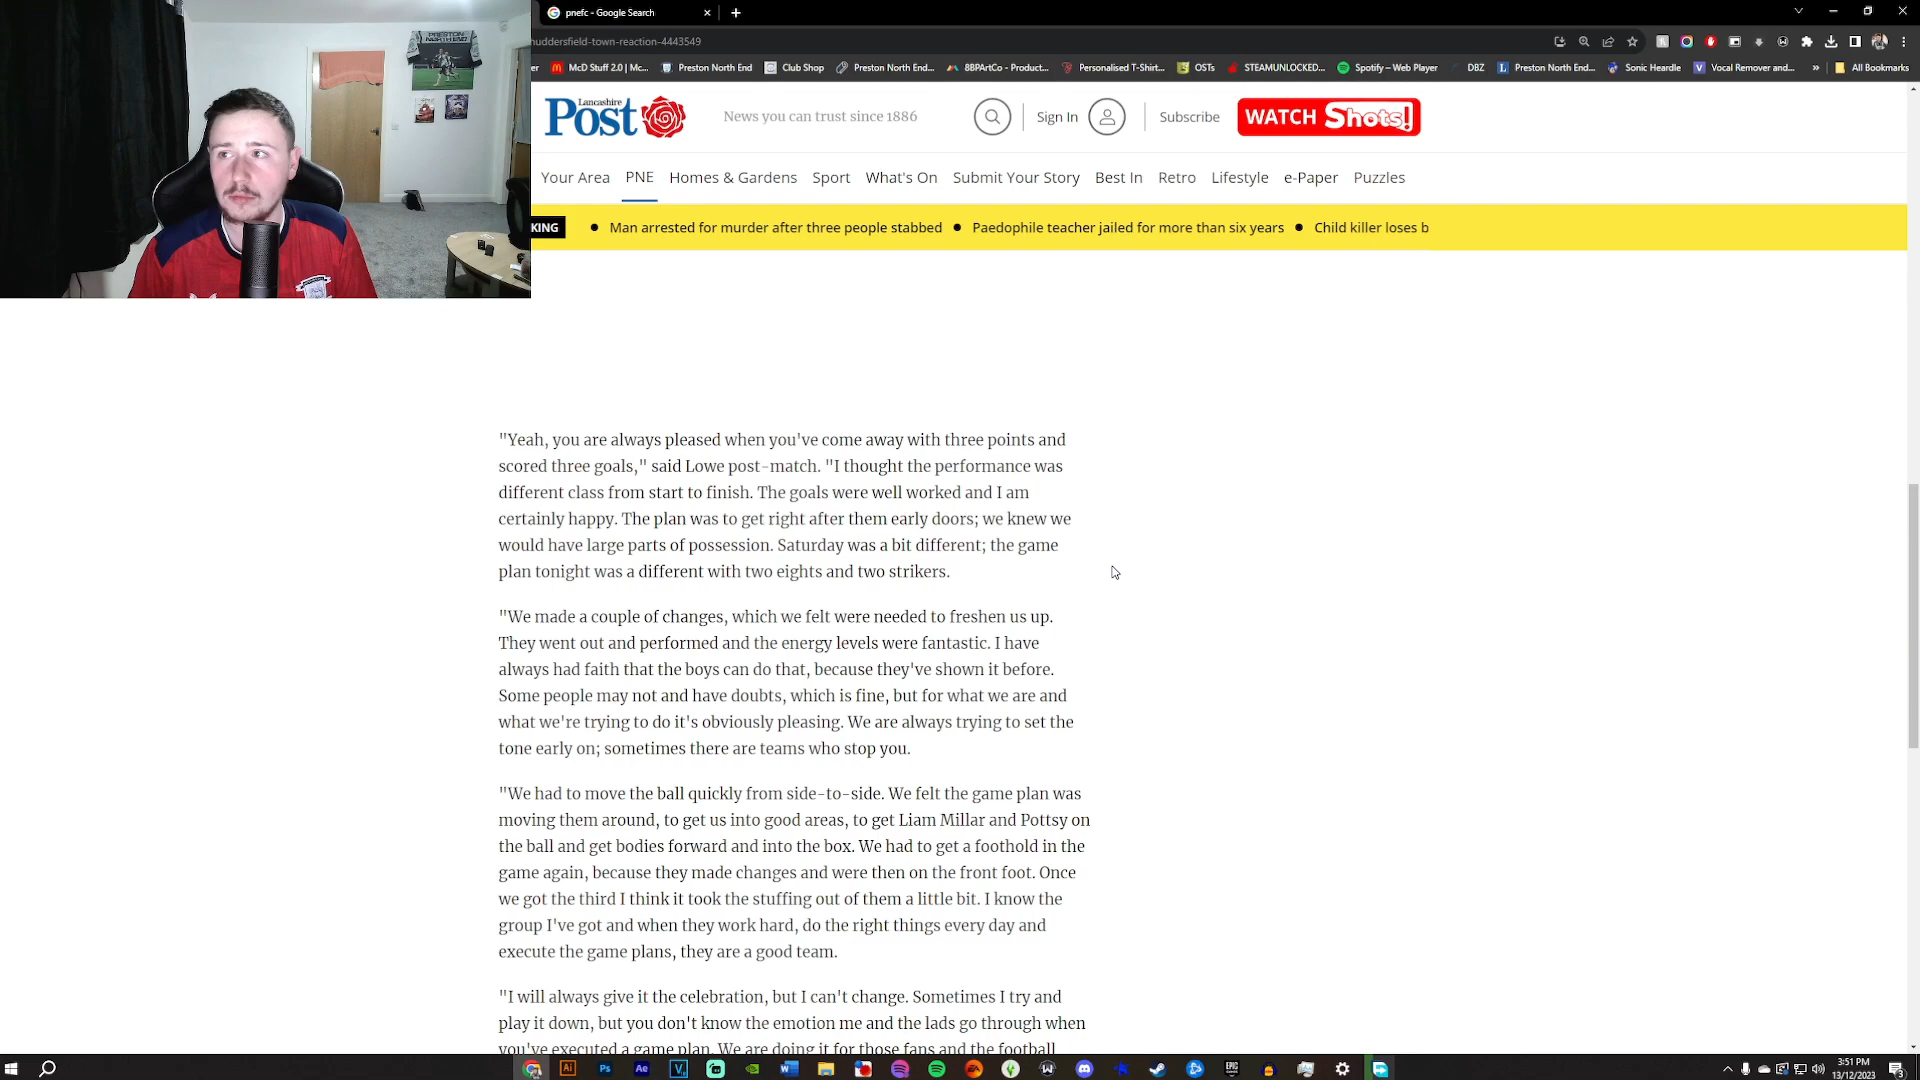 pnefc - Google Search
huddersfield-town-reaction-4443549
McD Stuff 2.0 | Mc... Preston North End Club Shop Preston North End... 8BPArtCo - Product... Personalised T-Shirt... OSTs STEAMUNLOCKED... Spotify – Web Player DBZ Preston North End... Sonic Heardle Vocal Remover and... » All Bookmarks
Lancashire
Post
News you can trust since 1886
Sign In
Subscribe
WATCH Shots!
Your Area PNE Homes & Gardens Sport What's On Submit Your Story Best In Retro Lifestyle e-Paper Puzzles
KING • Man arrested for murder after three people stabbed • Paedophile teacher jailed for more than six years • Child killer loses b
PRESTON
NORTH END
"Yeah, you are always pleased when you've come away with three points and
scored three goals," said Lowe post-match. "I thought the performance was
different class from start to finish. The goals were well worked and I am
certainly happy. The plan was to get right after them early doors; we knew we
would have large parts of possession. Saturday was a bit different; the game
plan tonight was a different with two eights and two strikers.
"We made a couple of changes, which we felt were needed to freshen us up.
They went out and performed and the energy levels were fantastic. I have
always had faith that the boys can do that, because they've shown it before.
Some people may not and have doubts, which is fine, but for what we are and
what we're trying to do it's obviously pleasing. We are always trying to set the
tone early on; sometimes there are teams who stop you.
"We had to move the ball quickly from side-to-side. We felt the game plan was
moving them around, to get us into good areas, to get Liam Millar and Pottsy on
the ball and get bodies forward and into the box. We had to get a foothold in the
game again, because they made changes and were then on the front foot. Once
we got the third I think it took the stuffing out of them a little bit. I know the
group I've got and when they work hard, do the right things every day and
execute the game plans, they are a good team.
"I will always give it the celebration, but I can't change. Sometimes I try and
play it down, but you don't know the emotion me and the lads go through when
you've executed a game plan. We are doing it for those fans and the football
3:51 PM
13/12/2023